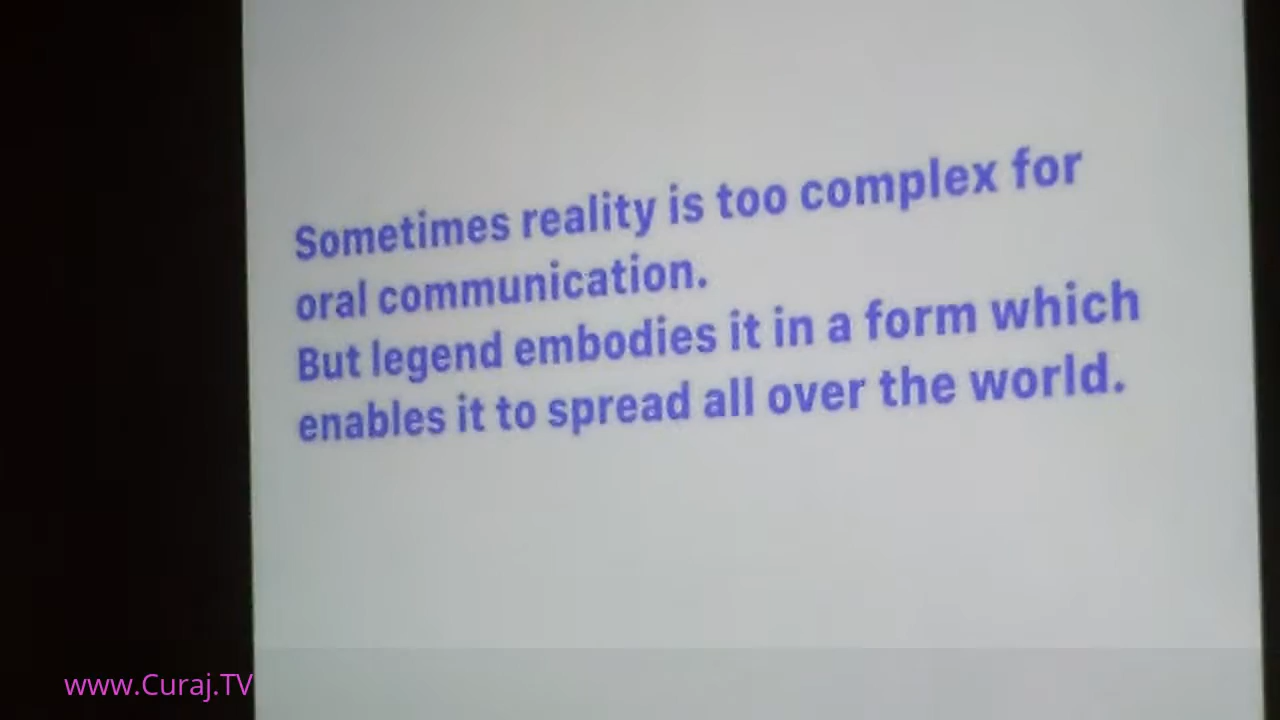 Sometimes reality is too complex for
oral communication.
But legend embodies it in a form which
enables it to spread all over the world.
www.Curaj.TV